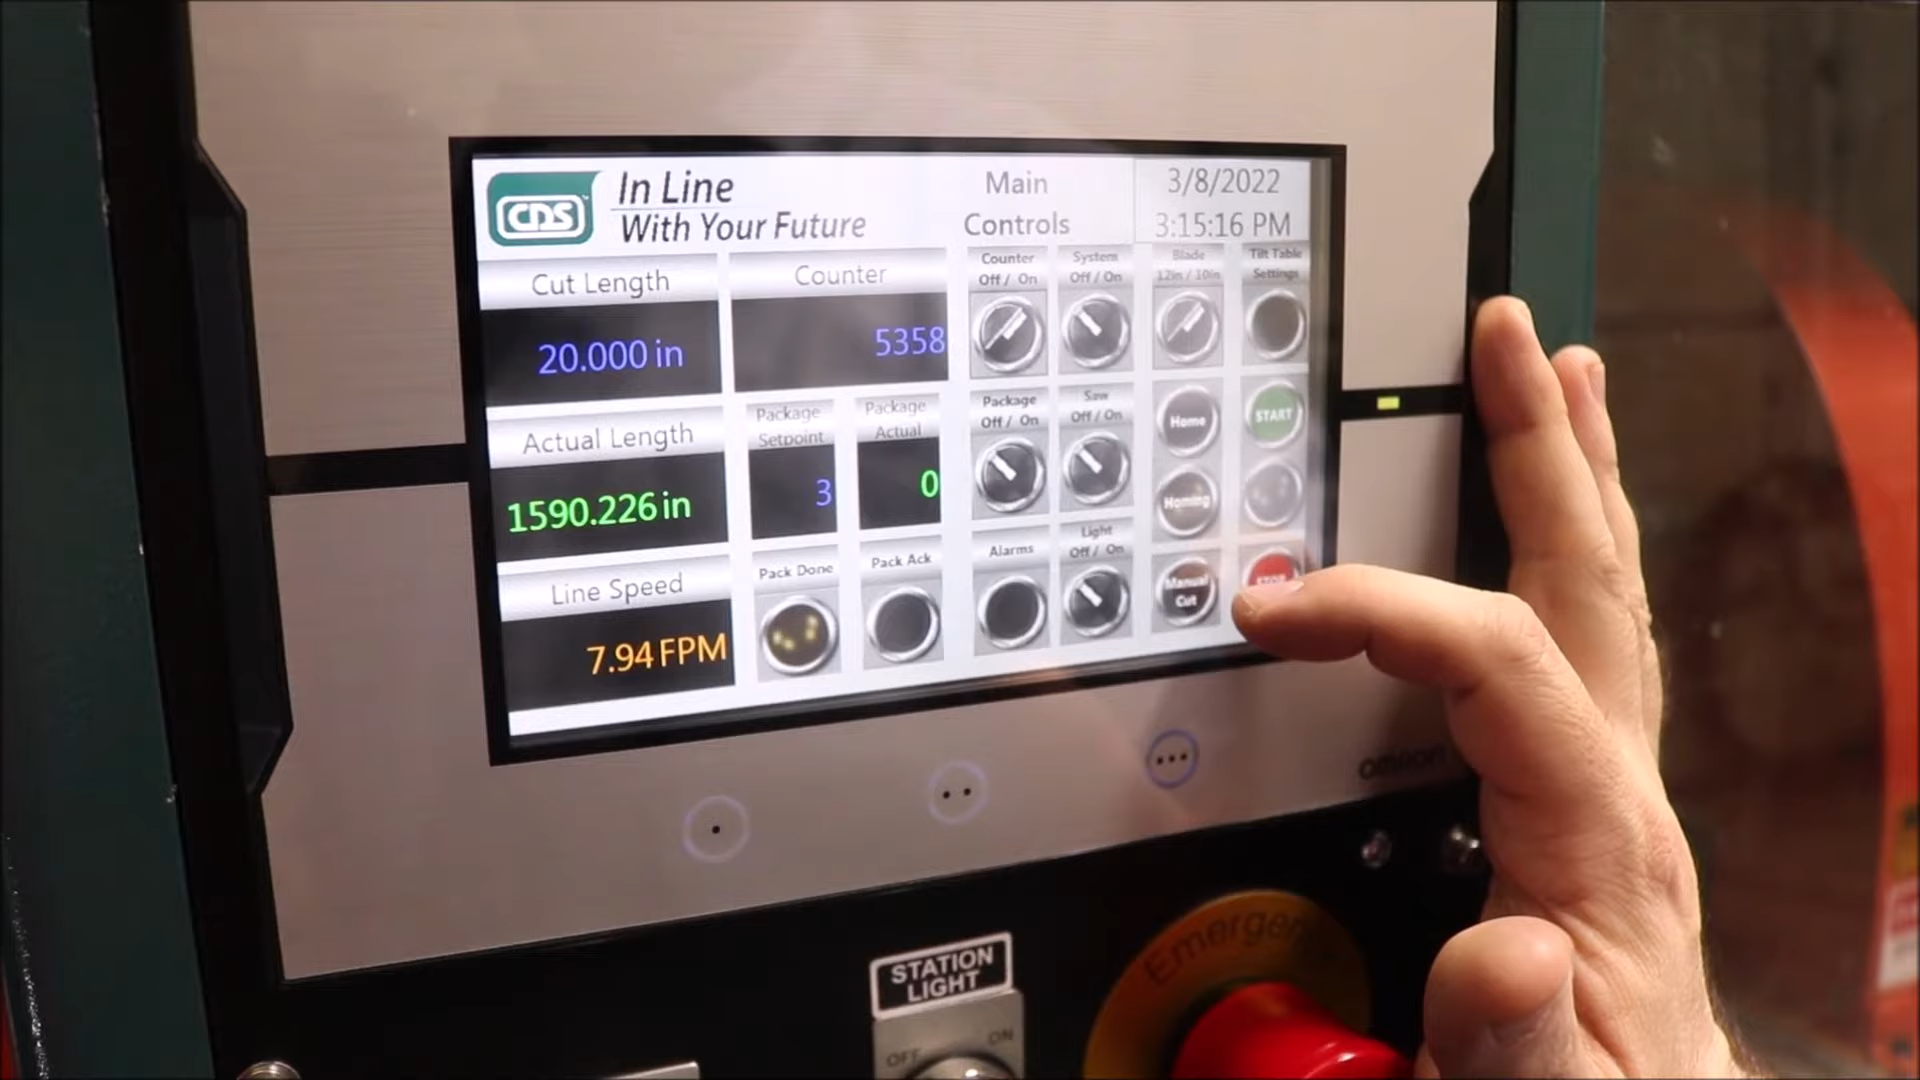 CDS
In Line
With Your Future
Main
Controls
3/8/2022
3:15:16 PM
Cut Length
20.000 in
Counter
5358
Counter
Off / On
System
Off / On
Blade
12in / 10in
Tilt Table
Settings
Actual Length
1590.226 in
Package
Setpoint
3
Package
Actual
0
Package
Off / On
Saw
Off / On
Home
START
Homing
Line Speed
7.94 FPM
Pack Done
Pack Ack
Alarms
Light
Off / On
Manual
Cut
STOP
omron
STATION
LIGHT
OFF
ON